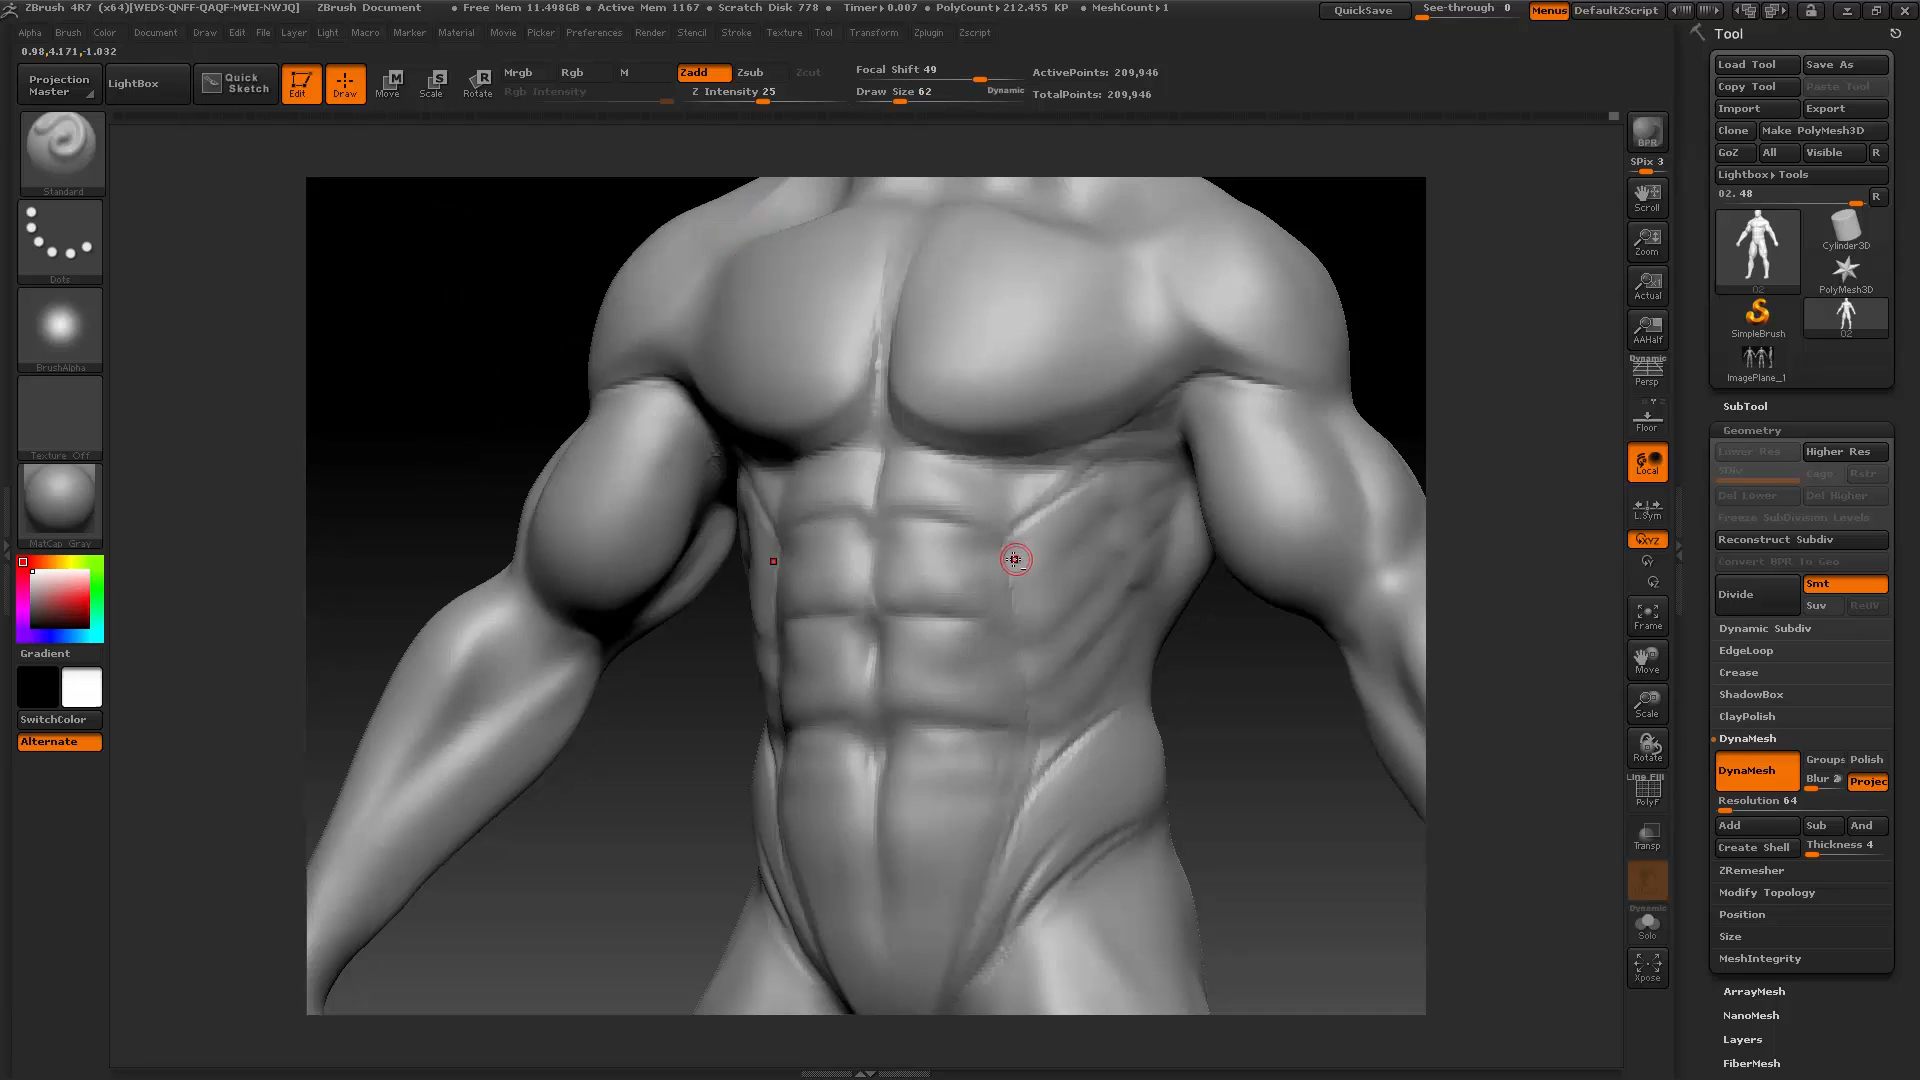 ZBrush 4R7 (x64)[WEDS-QNFF-QAQF-MVEI-NWJQ] ZBrush Document • Free Mem 11.498GB • Active Mem 1167 • Scratch Disk 778 • Timer▸0.007 • PolyCount▸212.455 KP • MeshCount▸1 QuickSave See-through 0 Menus DefaultZScript
Alpha Brush Color Document Draw Edit File Layer Light Macro Marker Material Movie Picker Preferences Render Stencil Stroke Texture Tool Transform Zplugin Zscript
0.98,4.171,-1.032
Projection Master
LightBox
Quick Sketch
Edit
Draw
Move
Scale
Rotate
Mrgb Rgb M
Rgb Intensity
Zadd Zsub Zcut
Z Intensity 25
Focal Shift 49
Draw Size 62 Dynamic
ActivePoints: 209,946
TotalPoints: 209,946
Standard
Dots
BrushAlpha
Texture Off
MatCap Gray
Gradient
SwitchColor
Alternate
BPR
SPix 3
Scroll
Zoom
Actual
AAHalf
Dynamic
Persp
Floor
Local
L.Sym
XYZ
Y
Z
Frame
Move
Scale
Rotate
Line Fill
PolyF
Transp
Dynamic
Solo
Xpose
Tool
Load Tool Save As
Copy Tool Paste Tool
Import Export
Clone Make PolyMesh3D
GoZ All Visible R
Lightbox▸Tools
02. 48 R
02
Cylinder3D
PolyMesh3D
SimpleBrush
02
ImagePlane_1
SubTool
Geometry
Lower Res Higher Res
SDiv Cage Rstr
Del Lower Del Higher
Freeze SubDivision Levels
Reconstruct Subdiv
Convert BPR To Geo
Divide Smt
Suv ReUV
Dynamic Subdiv
EdgeLoop
Crease
ShadowBox
ClayPolish
DynaMesh
DynaMesh Groups Polish
Blur 2 Projec
Resolution 64
Add Sub And
Create Shell Thickness 4
ZRemesher
Modify Topology
Position
Size
MeshIntegrity
ArrayMesh
NanoMesh
Layers
FiberMesh